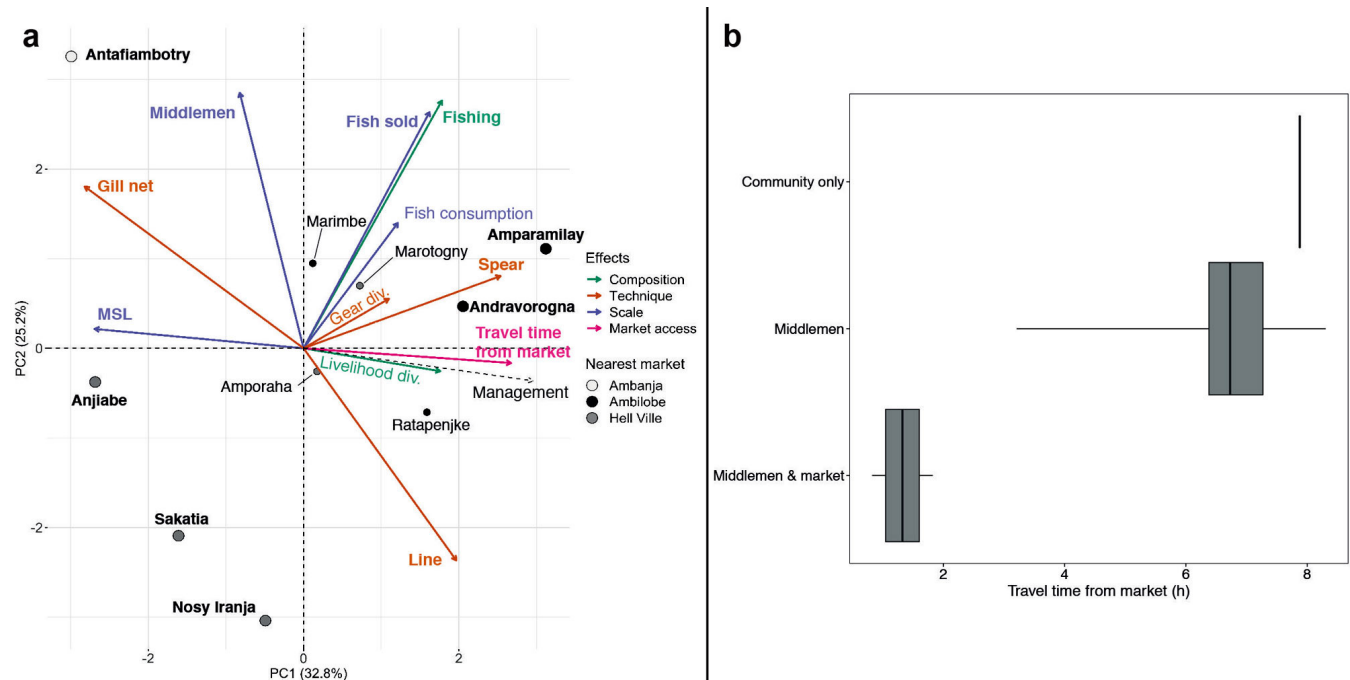 a
Antafiambotry
Middlemen
Fish sold
Fishing
Gill net
Marimbe
Fish consumption
Amparamilay
Marotogny
Spear
Gear div.
Andravorogna
MSL
Travel time
from market
Livelihood div.
Amporaha
Management
Anjiabe
Ratapenjke
Sakatia
Line
Nosy Iranja
Effects
Composition
Technique
Scale
Market access
Nearest market
Ambanja
Ambilobe
Hell Ville
PC2 (25.2%)
2
0
-2
-2
0
2
PC1 (32.8%)
b
Community only
Middlemen
Middlemen & market
2
4
6
8
Travel time from market (h)